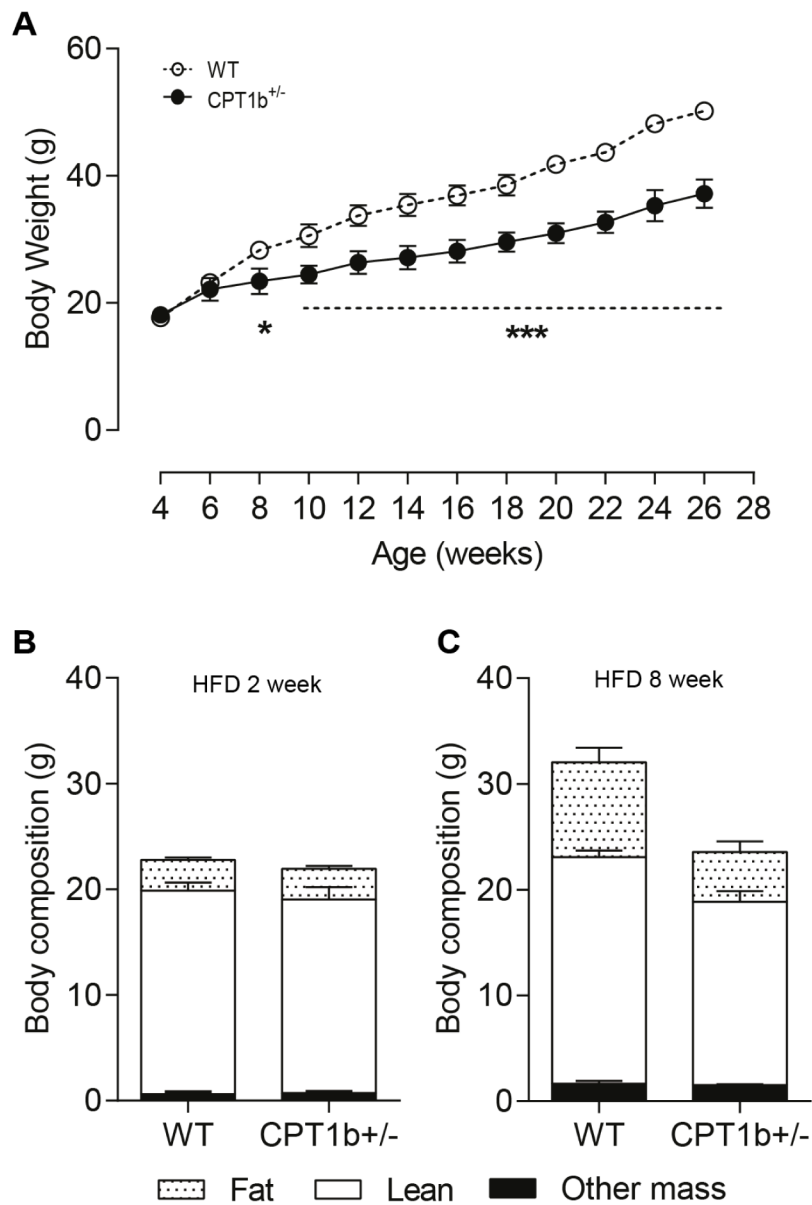 A
60
WT
CPT1b+/-
40
Body Weight (g)
20
*
***
0
4 6 8 10 12 14 16 18 20 22 24 26 28
Age (weeks)
B
C
40
HFD 2 week
40
HFD 8 week
30
30
Body composition (g)
Body composition (g)
20
20
10
10
0
0
WT CPT1b+/-
WT CPT1b+/-
Fat Lean Other mass